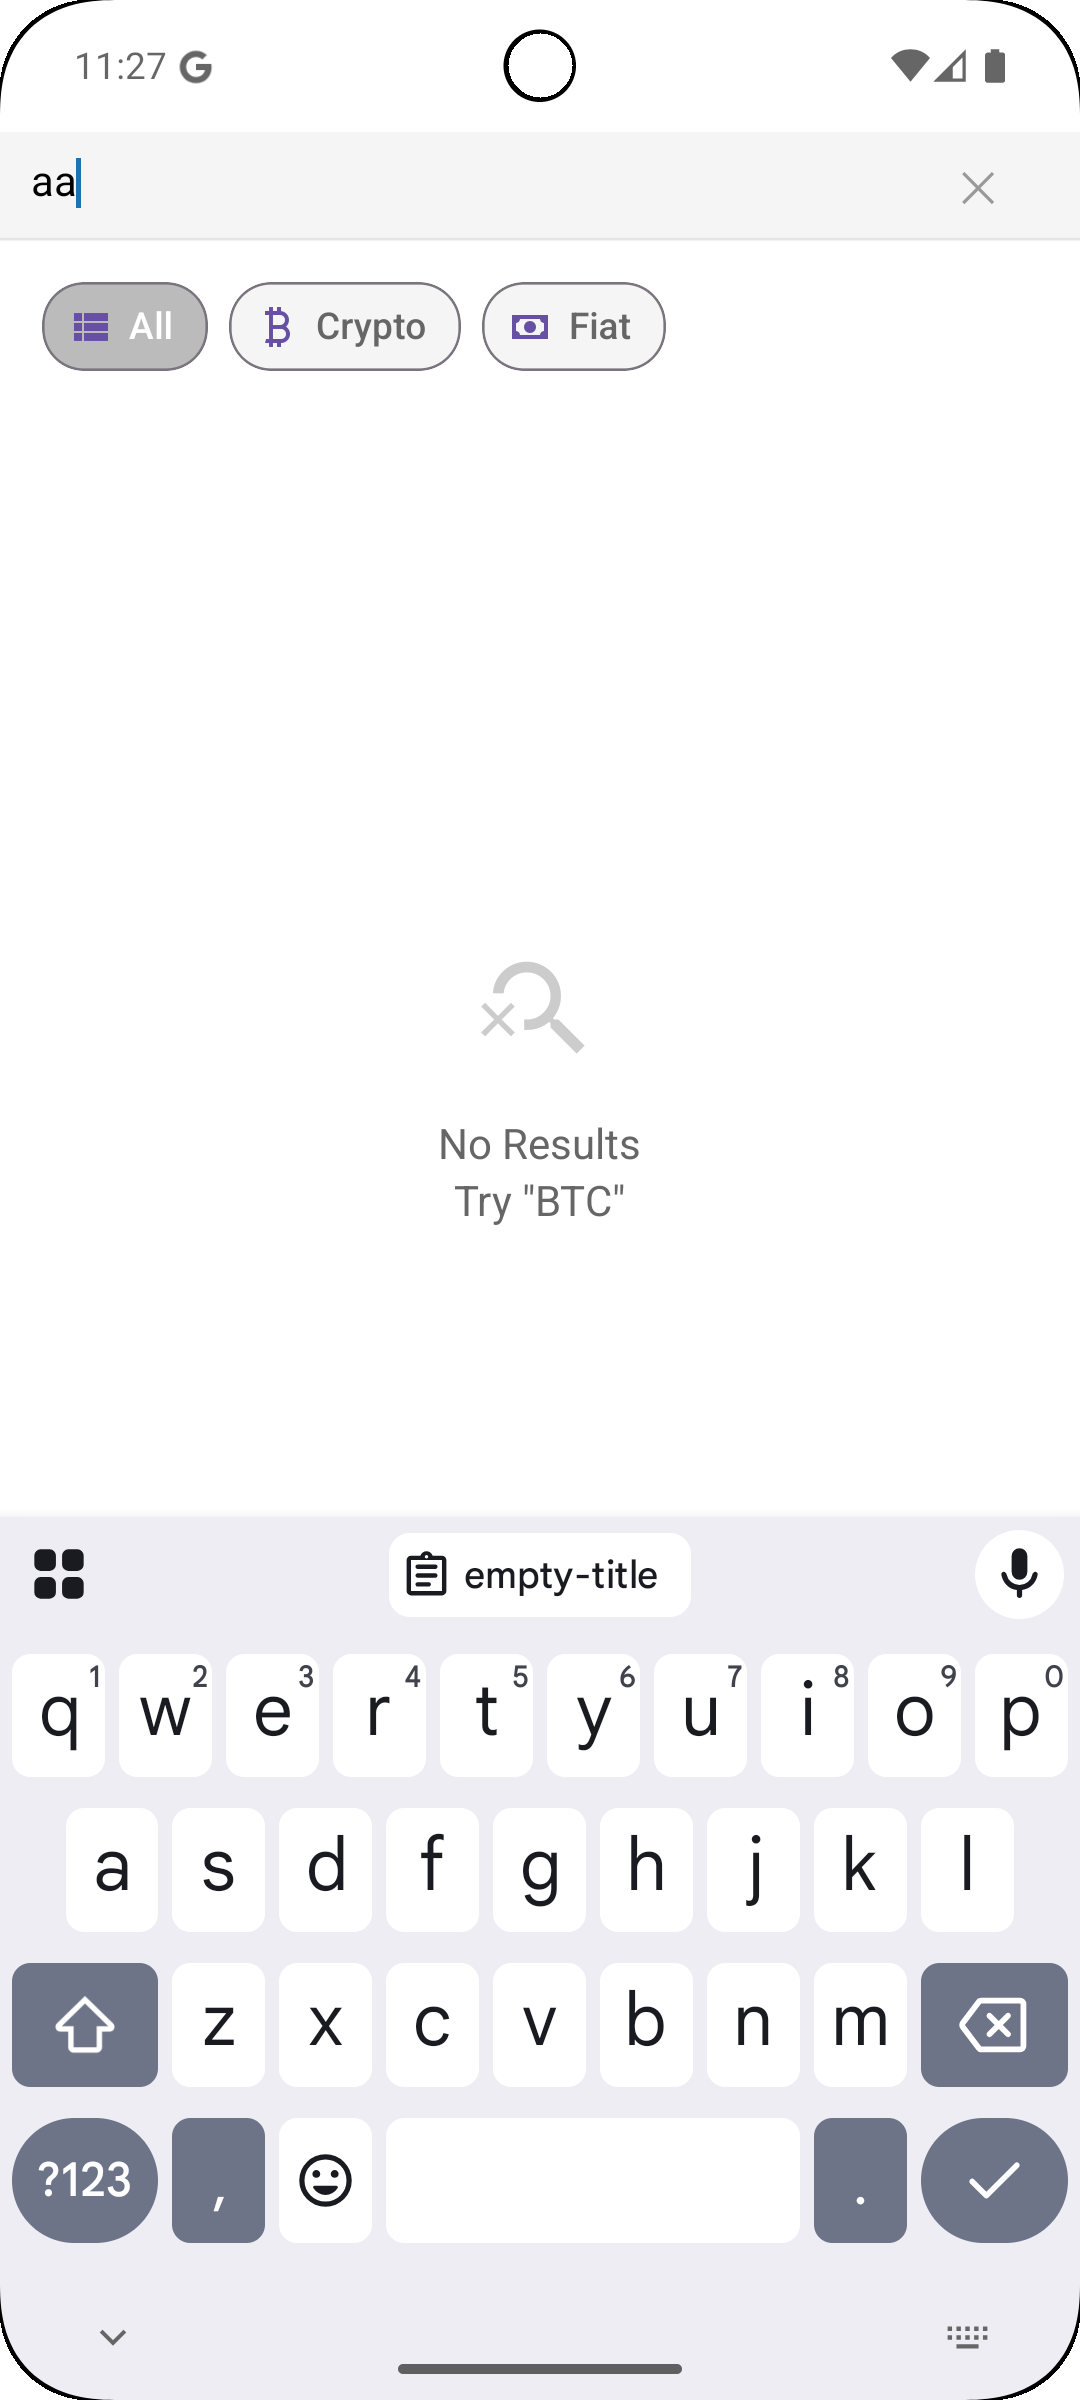 11:27
aa
All Crypto Fiat
No Results
Try "BTC"
empty-title
q1 w2 e3 r4 t5 y6 u7 i8 o9 p0
a s d f g h j k l
z x c v b n m
?123 , .